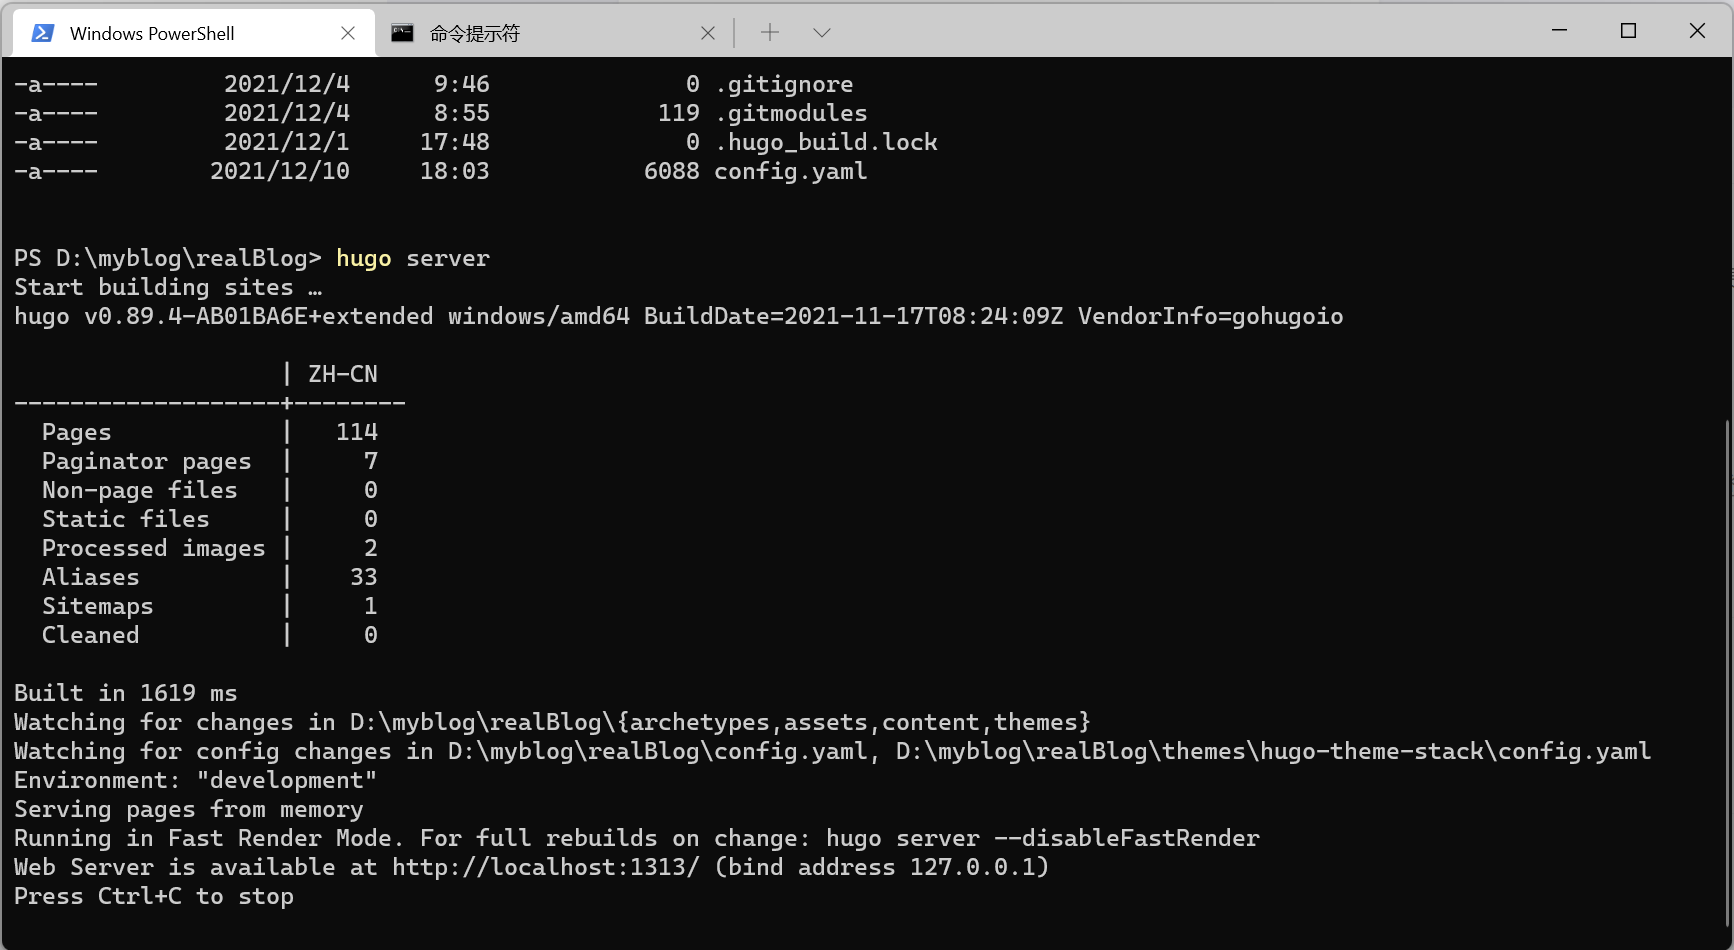 Windows PowerShell 命令提示符
-a---- 2021/12/4 9:46 0 .gitignore
-a---- 2021/12/4 8:55 119 .gitmodules
-a---- 2021/12/1 17:48 0 .hugo_build.lock
-a---- 2021/12/10 18:03 6088 config.yaml
PS D:\myblog\realBlog> hugo server
Start building sites …
hugo v0.89.4-AB01BA6E+extended windows/amd64 BuildDate=2021-11-17T08:24:09Z VendorInfo=gohugoio
| ZH-CN
-------------------+--------
Pages | 114
Paginator pages | 7
Non-page files | 0
Static files | 0
Processed images | 2
Aliases | 33
Sitemaps | 1
Cleaned | 0
Built in 1619 ms
Watching for changes in D:\myblog\realBlog\{archetypes,assets,content,themes}
Watching for config changes in D:\myblog\realBlog\config.yaml, D:\myblog\realBlog\themes\hugo-theme-stack\config.yaml
Environment: "development"
Serving pages from memory
Running in Fast Render Mode. For full rebuilds on change: hugo server --disableFastRender
Web Server is available at http://localhost:1313/ (bind address 127.0.0.1)
Press Ctrl+C to stop